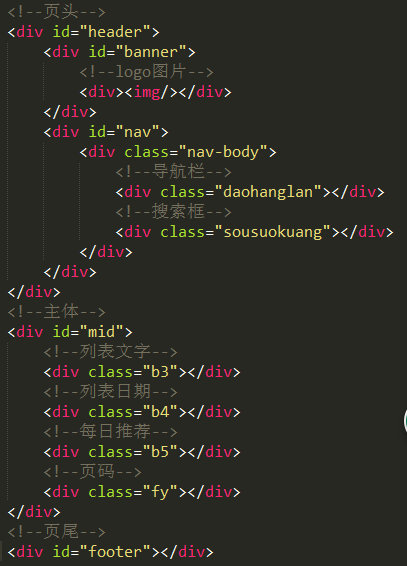 <!--页头-->
<div id="header">
    <div id="banner">
        <!--logo图片-->
        <div><img/></div>
    </div>
    <div id="nav">
        <div class="nav-body">
            <!--导航栏-->
            <div class="daohanglan"></div>
            <!--搜索框-->
            <div class="sousuokuang"></div>
        </div>
    </div>
</div>
<!--主体-->
<div id="mid">
    <!--列表文字-->
    <div class="b3"></div>
    <!--列表日期-->
    <div class="b4"></div>
    <!--每日推荐-->
    <div class="b5"></div>
    <!--页码-->
    <div class="fy"></div>
</div>
<!--页尾-->
<div id="footer"></div>